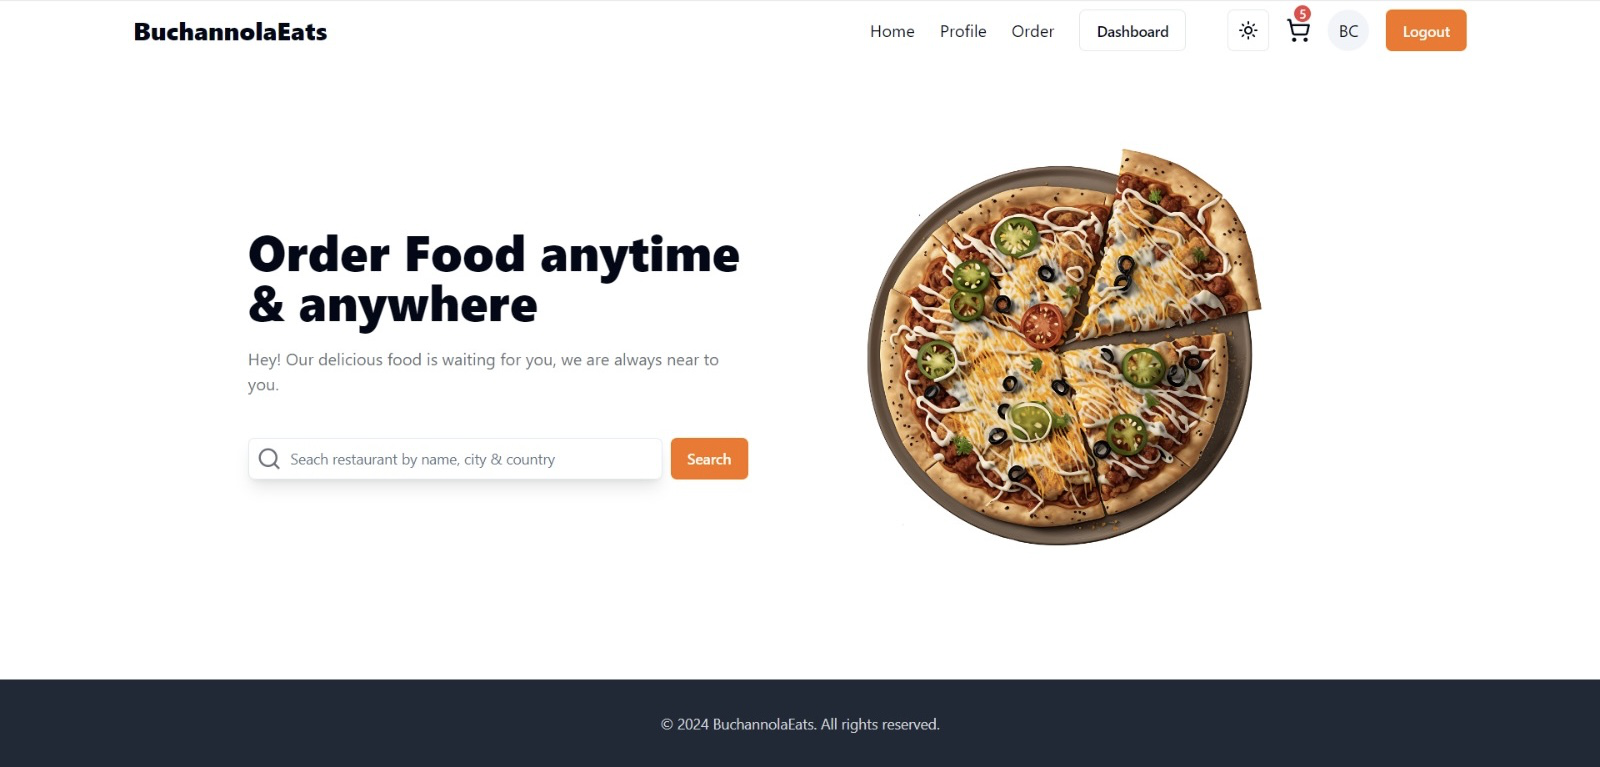 BuchannolaEats
Home Profile Order Dashboard 5 BC Logout
Order Food anytime
& anywhere
Hey! Our delicious food is waiting for you, we are always near to
you.
Seach restaurant by name, city & country Search
© 2024 BuchannolaEats. All rights reserved.